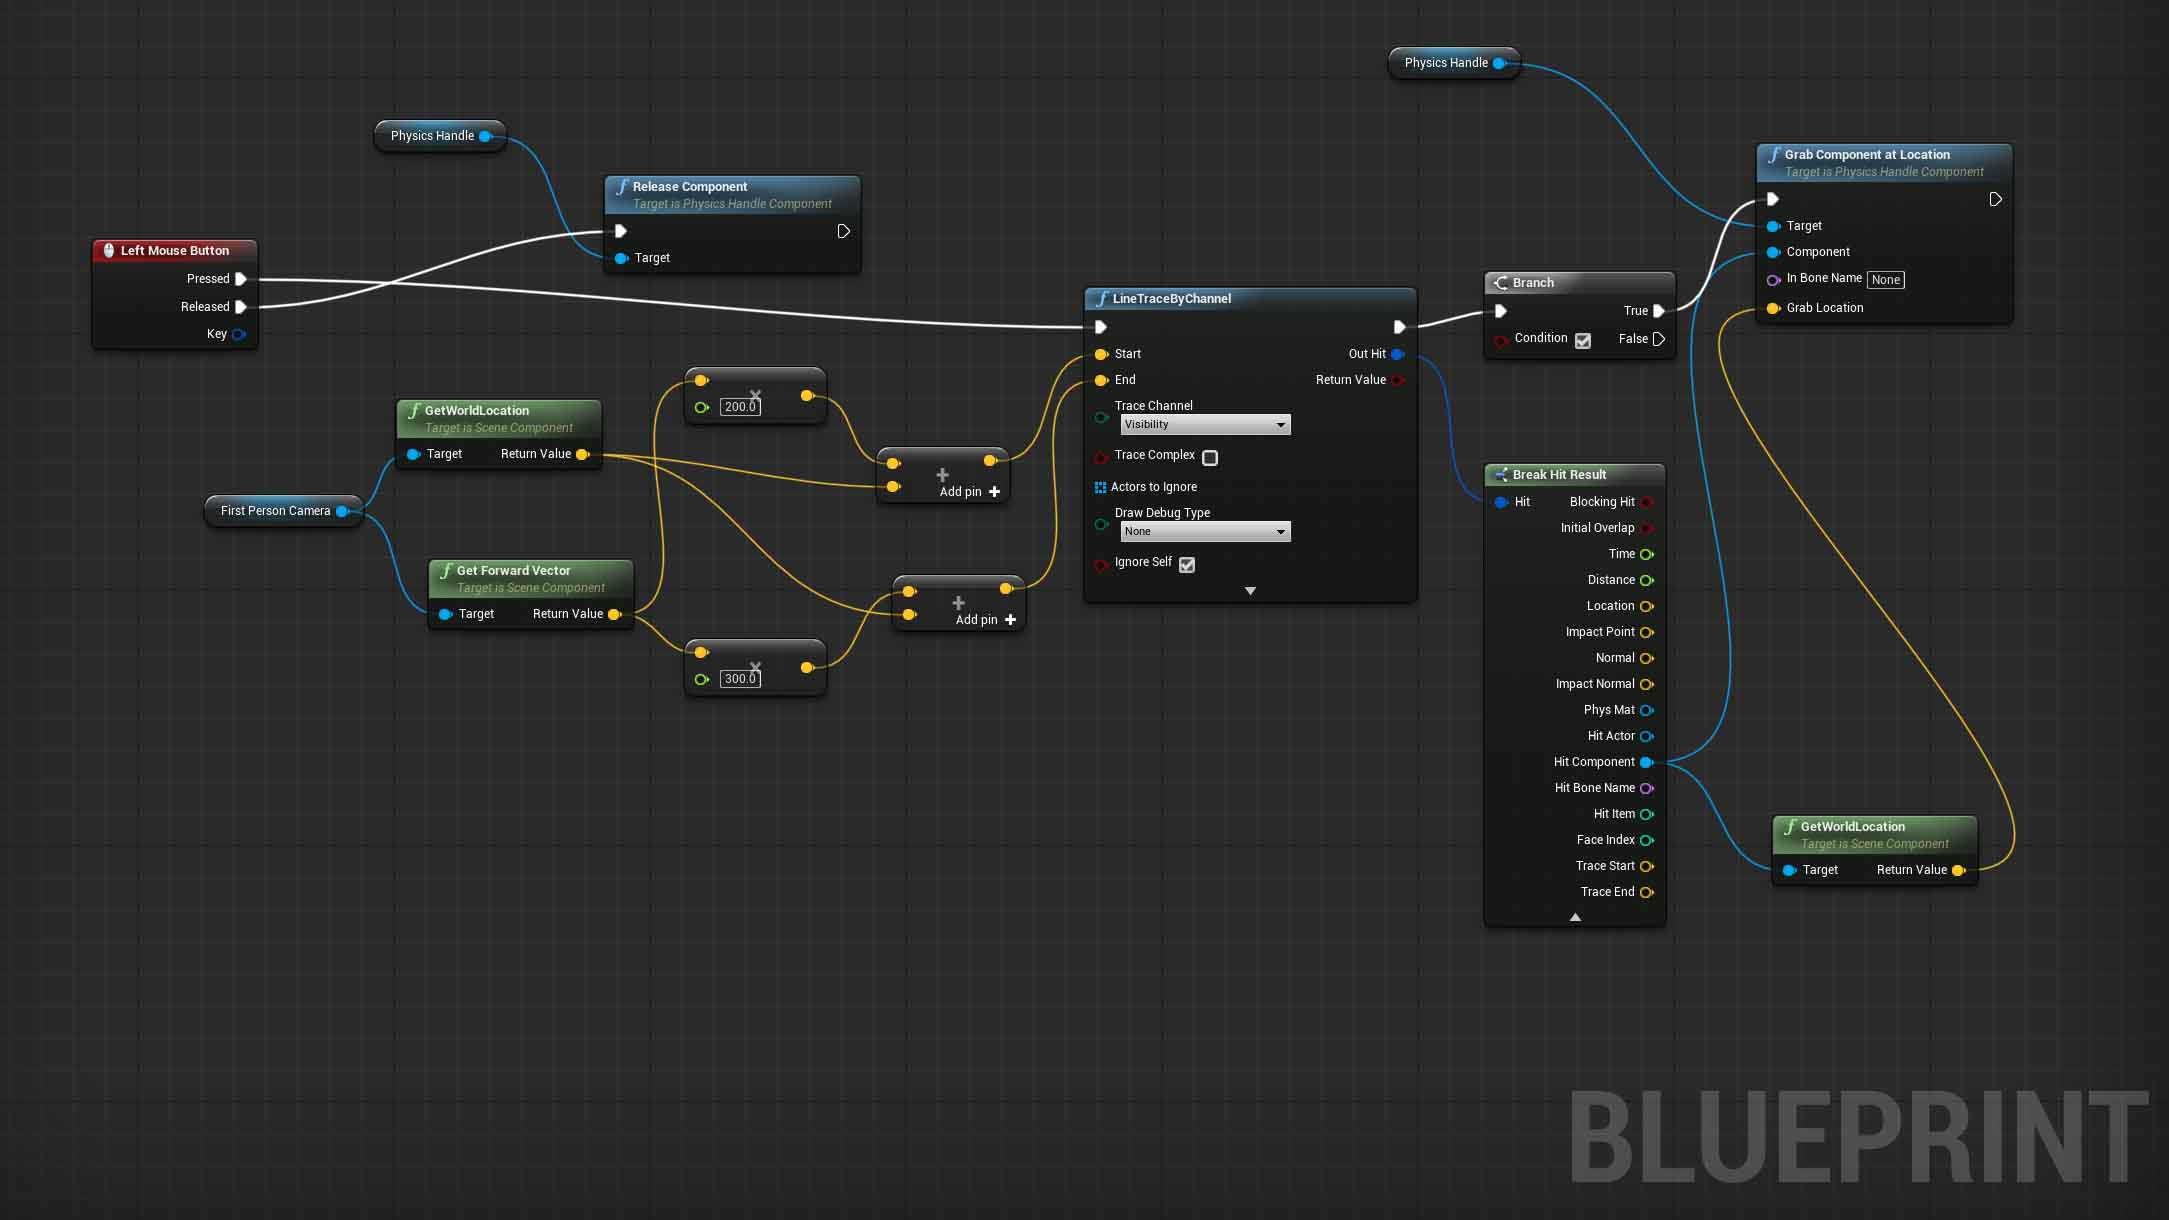 Physics Handle
Grab Component at Location
Target is Physics Handle Component
Target
Component
In Bone Name None
Grab Location
Physics Handle
Release Component
Target is Physics Handle Component
Target
Left Mouse Button
Pressed
Released
Key
GetWorldLocation
Target is Scene Component
Target Return Value
First Person Camera
Get Forward Vector
Target is Scene Component
Target Return Value
200.0
300.0
Add pin
Add pin
LineTraceByChannel
Start Out Hit
End Return Value
Trace Channel
Visibility
Trace Complex
Actors to Ignore
Draw Debug Type
None
Ignore Self
Branch
True
Condition False
Break Hit Result
Hit Blocking Hit
Initial Overlap
Time
Distance
Location
Impact Point
Normal
Impact Normal
Phys Mat
Hit Actor
Hit Component
Hit Bone Name
Hit Item
Face Index
Trace Start
Trace End
GetWorldLocation
Target is Scene Component
Target Return Value
BLUEPRINT